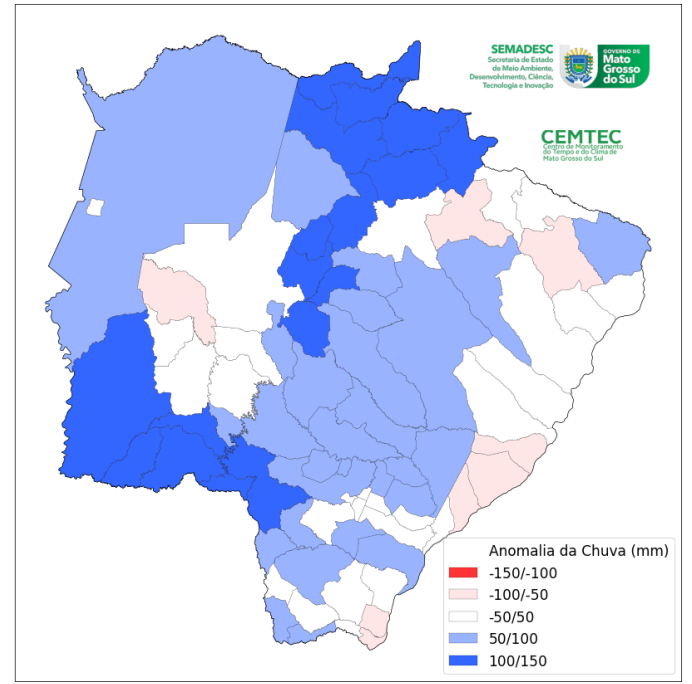 SEMADESC
Secretaria de Estado
de Meio Ambiente,
Desenvolvimento, Ciência,
Tecnologia e Inovação
GOVERNO DE
Mato
Grosso
do Sul
CEMTEC
Centro de Monitoramento
do Tempo e do Clima de
Mato Grosso do Sul
Anomalia da Chuva (mm)
-150/-100
-100/-50
-50/50
50/100
100/150